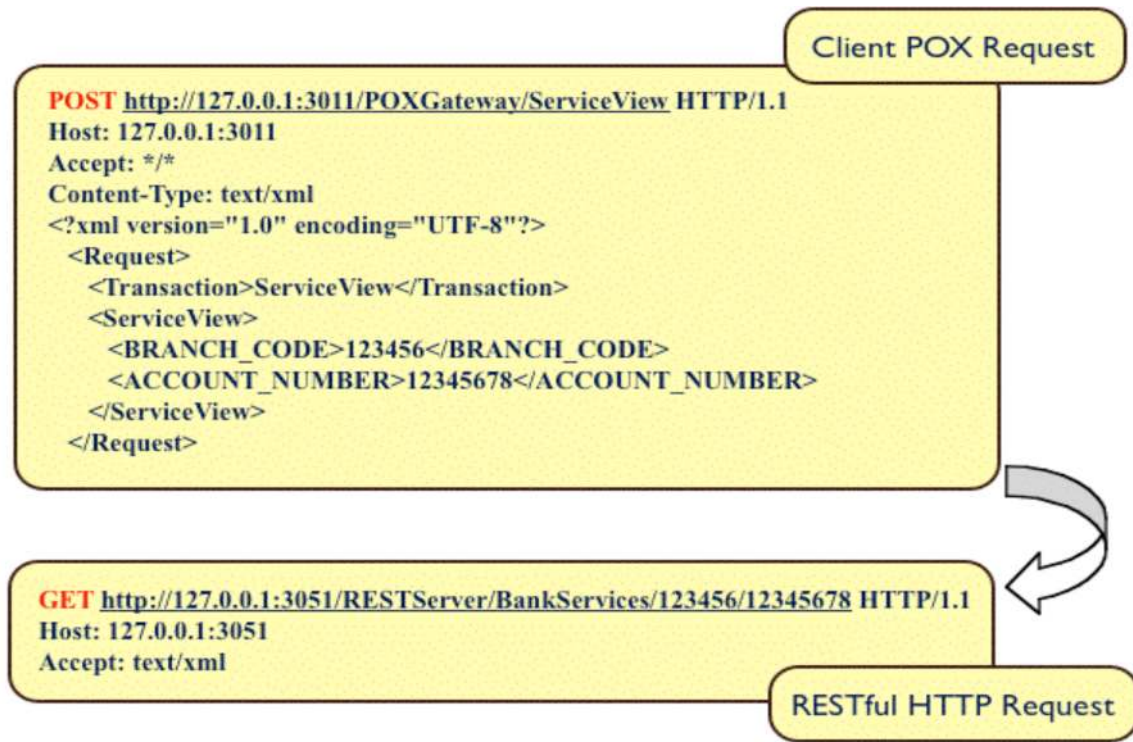 Client POX Request
POST http://127.0.0.1:3011/POXGateway/ServiceView HTTP/1.1
Host: 127.0.0.1:3011
Accept: */*
Content-Type: text/xml
<?xml version="1.0" encoding="UTF-8"?>
<Request>
<Transaction>ServiceView</Transaction>
<ServiceView>
<BRANCH_CODE>123456</BRANCH_CODE>
<ACCOUNT_NUMBER>12345678</ACCOUNT_NUMBER>
</ServiceView>
</Request>
GET http://127.0.0.1:3051/RESTServer/BankServices/123456/12345678 HTTP/1.1
Host: 127.0.0.1:3051
Accept: text/xml
RESTful HTTP Request